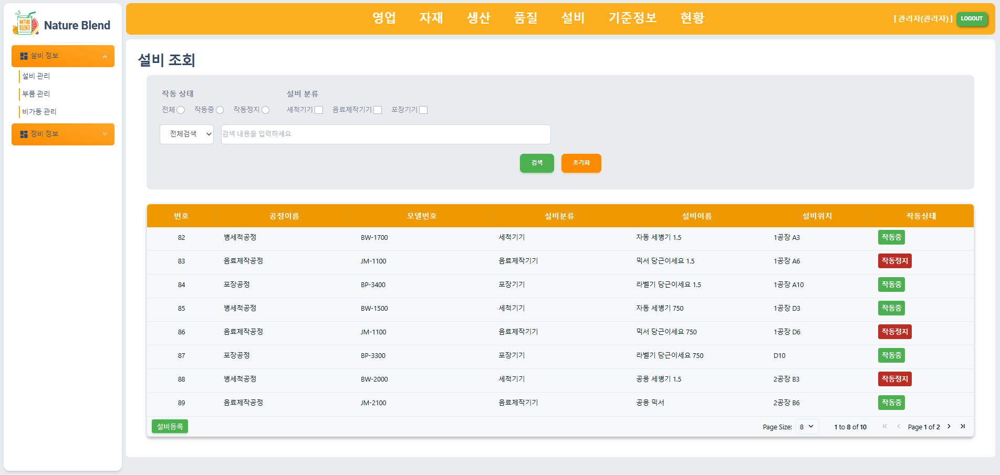 NATURE BLEND
Nature Blend
영업 자재 생산 품질 설비 기준정보 현황
[ 관리자(관리자) ] LOGOUT
설비 정보
설비 관리
부품 관리
비가동 관리
정비 정보
설비 조회
작동 상태 설비 분류
전체 작동중 작동정지 세척기기 음료제작기기 포장기기
전체검색 검색 내용을 입력하세요
검색 초기화
번호 공정이름 모델번호 설비분류 설비이름 설비위치 작동상태
82 병세척공정 BW-1700 세척기기 자동 세병기 1.5 1공장 A3 작동중
83 음료제작공정 JM-1100 음료제작기기 믹서 당근이세요 1.5 1공장 A6 작동정지
84 포장공정 BP-3400 포장기기 라벨기 당근이세요 1.5 1공장 A10 작동중
85 병세척공정 BW-1500 세척기기 자동 세병기 750 1공장 D3 작동중
86 음료제작공정 JM-1100 음료제작기기 믹서 당근이세요 750 1공장 D6 작동정지
87 포장공정 BP-3300 포장기기 라벨기 당근이세요 750 D10 작동중
88 병세척공정 BW-2000 세척기기 공용 세병기 1.5 2공장 B3 작동정지
89 음료제작공정 JM-2100 음료제작기기 공용 믹서 2공장 B6 작동중
설비등록 Page Size: 8 1 to 8 of 10 Page 1 of 2